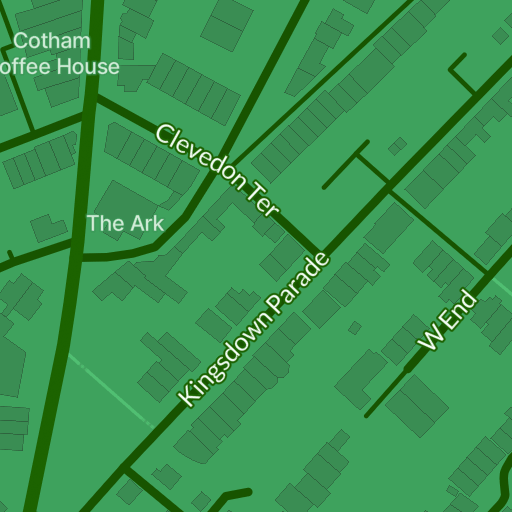 Cotham
offee House
Clevedon Ter
The Ark
Kingsdown Parade
W End